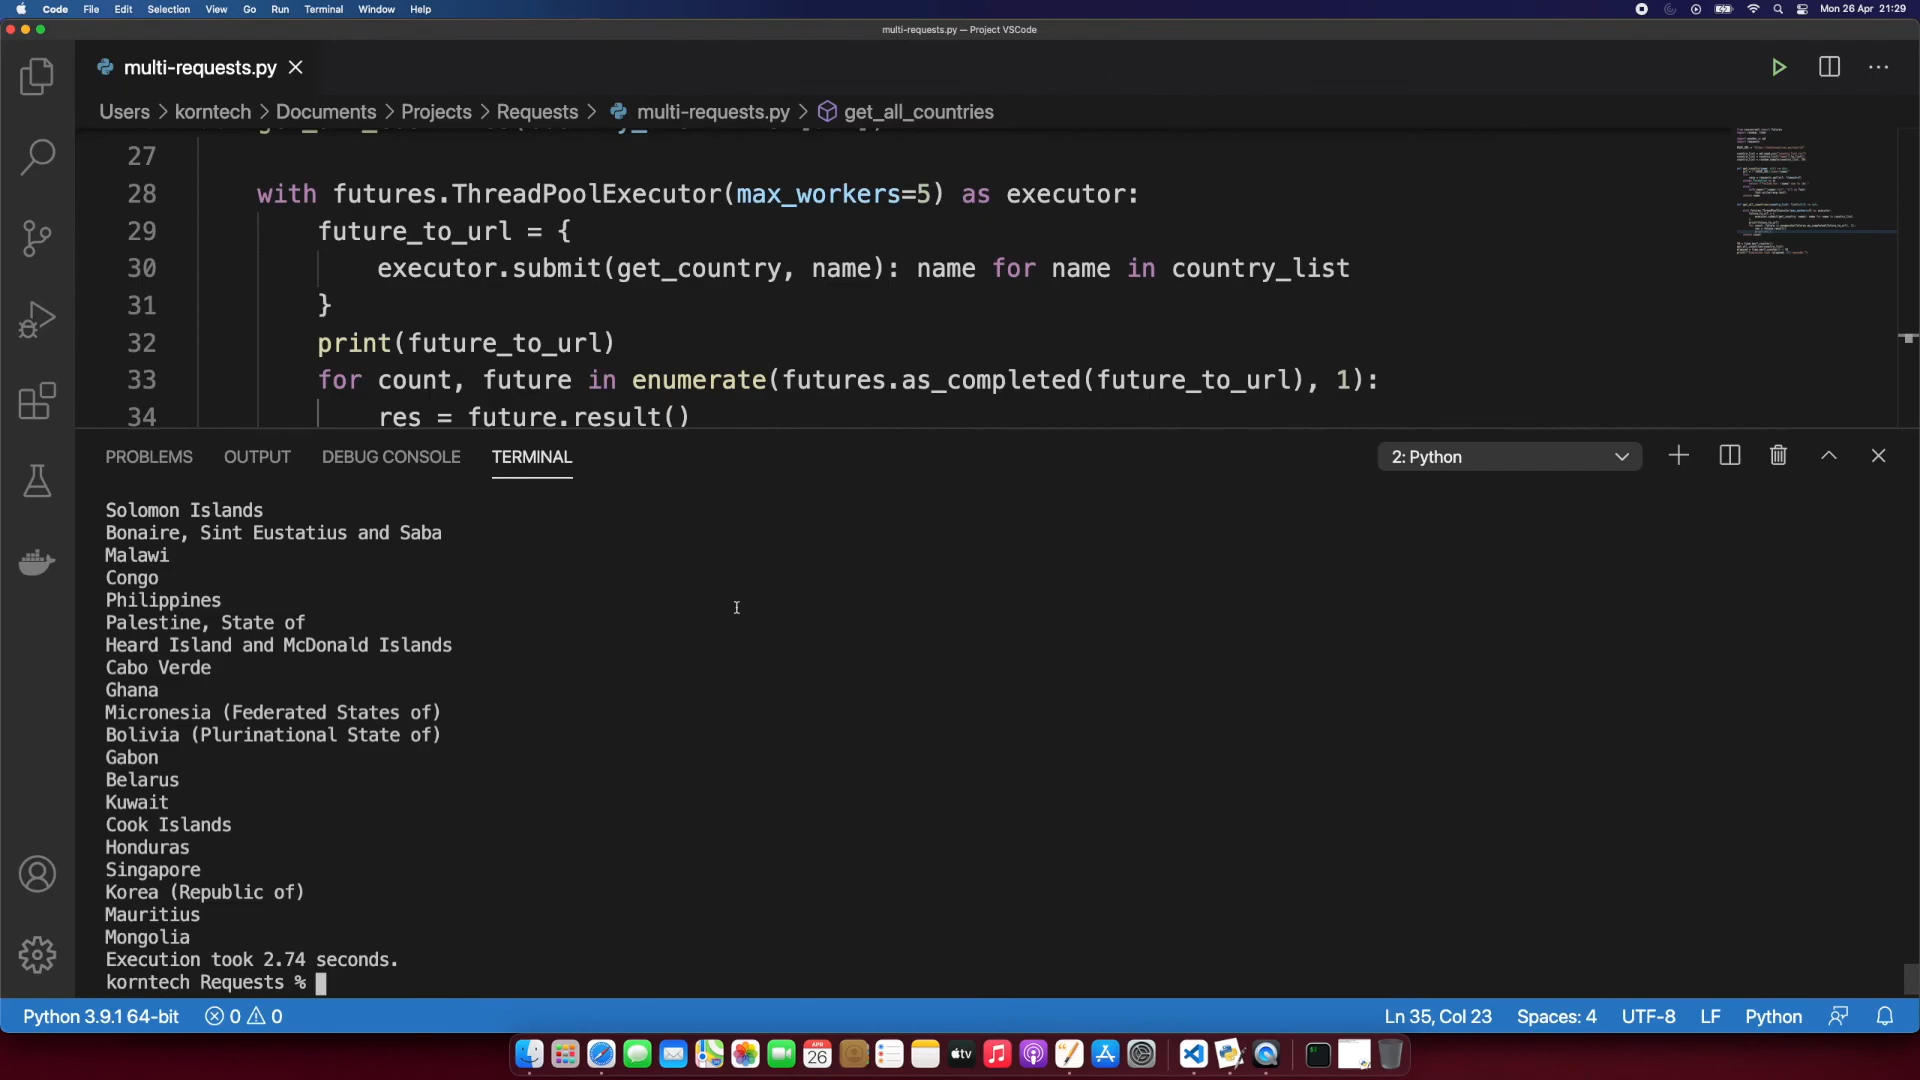 Code File Edit Selection View Go Run Terminal Window Help Mon 26 Apr 21:29
multi-requests.py — Project VSCode
multi-requests.py
Users > korntech > Documents > Projects > Requests > multi-requests.py > get_all_countries
27
28 with futures.ThreadPoolExecutor(max_workers=5) as executor:
29 future_to_url = {
30 executor.submit(get_country, name): name for name in country_list
31 }
32 print(future_to_url)
33 for count, future in enumerate(futures.as_completed(future_to_url), 1):
34 res = future.result()
PROBLEMS OUTPUT DEBUG CONSOLE TERMINAL 2: Python
Solomon Islands
Bonaire, Sint Eustatius and Saba
Malawi
Congo
Philippines
Palestine, State of
Heard Island and McDonald Islands
Cabo Verde
Ghana
Micronesia (Federated States of)
Bolivia (Plurinational State of)
Gabon
Belarus
Kuwait
Cook Islands
Honduras
Singapore
Korea (Republic of)
Mauritius
Mongolia
Execution took 2.74 seconds.
korntech Requests %
Python 3.9.1 64-bit 0 0 Ln 35, Col 23 Spaces: 4 UTF-8 LF Python
APR
26
tv